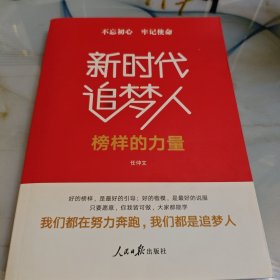 不忘初心 牢记使命
新时代
追梦人
榜样的力量
任仲文
好的榜样,是最好的引导;好的楷模,是最好的说服
只要愿意,你我皆可做,大家都能学
我们都在努力奔跑,我们都是追梦人
人民日报出版社